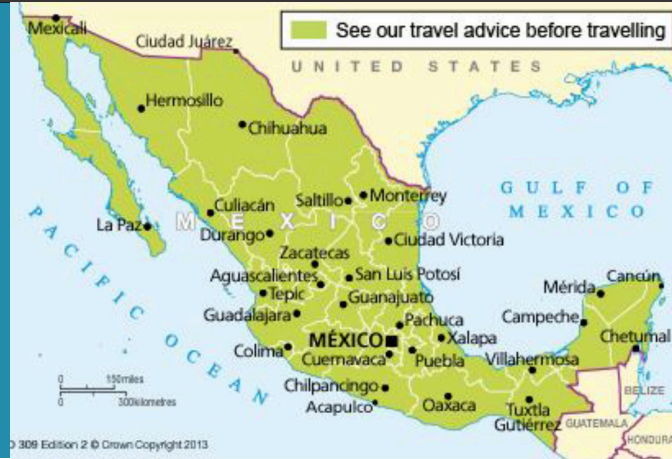 See our travel advice before travelling
Mexicali
Ciudad Juárez
UNITED STATES
Hermosillo
Chihuahua
GULF OF
MEXICO
Saltillo
Monterrey
Culiacán
La Paz
MEXICO
Durango
Ciudad Victoria
PACIFIC OCEAN
Zacatecas
Aguascalientes
San Luis Potosí
Cancún
Mérida
Tepic
Guanajuato
Guadalajara
Pachuca
Campeche
MÉXICO
Xalapa
Chetumal
Colima
Cuernavaca
Puebla
Villahermosa
Chilpancingo
BELIZE
Acapulco
Oaxaca
Tuxtla
Gutiérrez
GUATEMALA
HONDURA
0 150miles
0 300kilometres
309 Edition 2 © Crown Copyright 2013